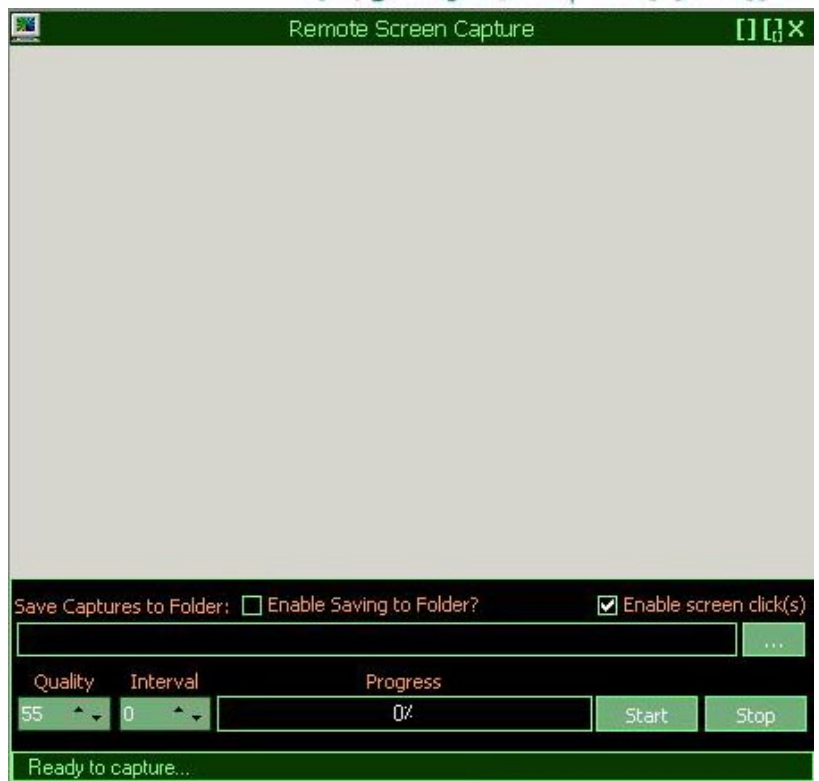 Remote Screen Capture
Save Captures to Folder: Enable Saving to Folder? Enable screen click(s)
...
Quality Interval Progress
55 0 0% Start Stop
Ready to capture...